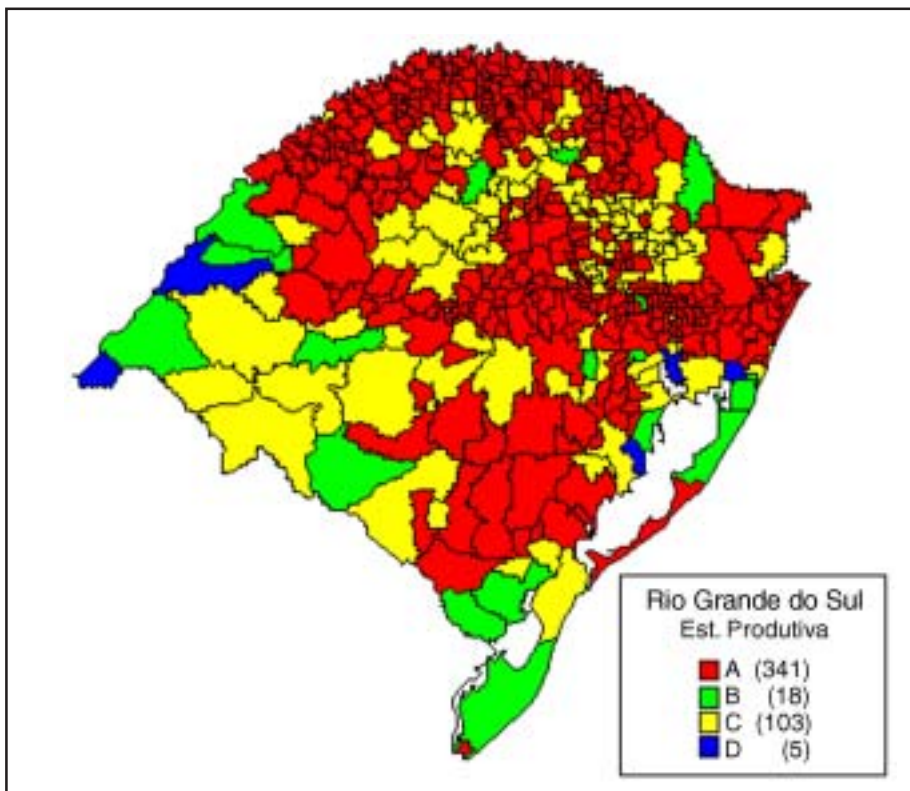 Rio Grande do Sul
Est. Produtiva
A (341)
B (18)
C (103)
D (5)